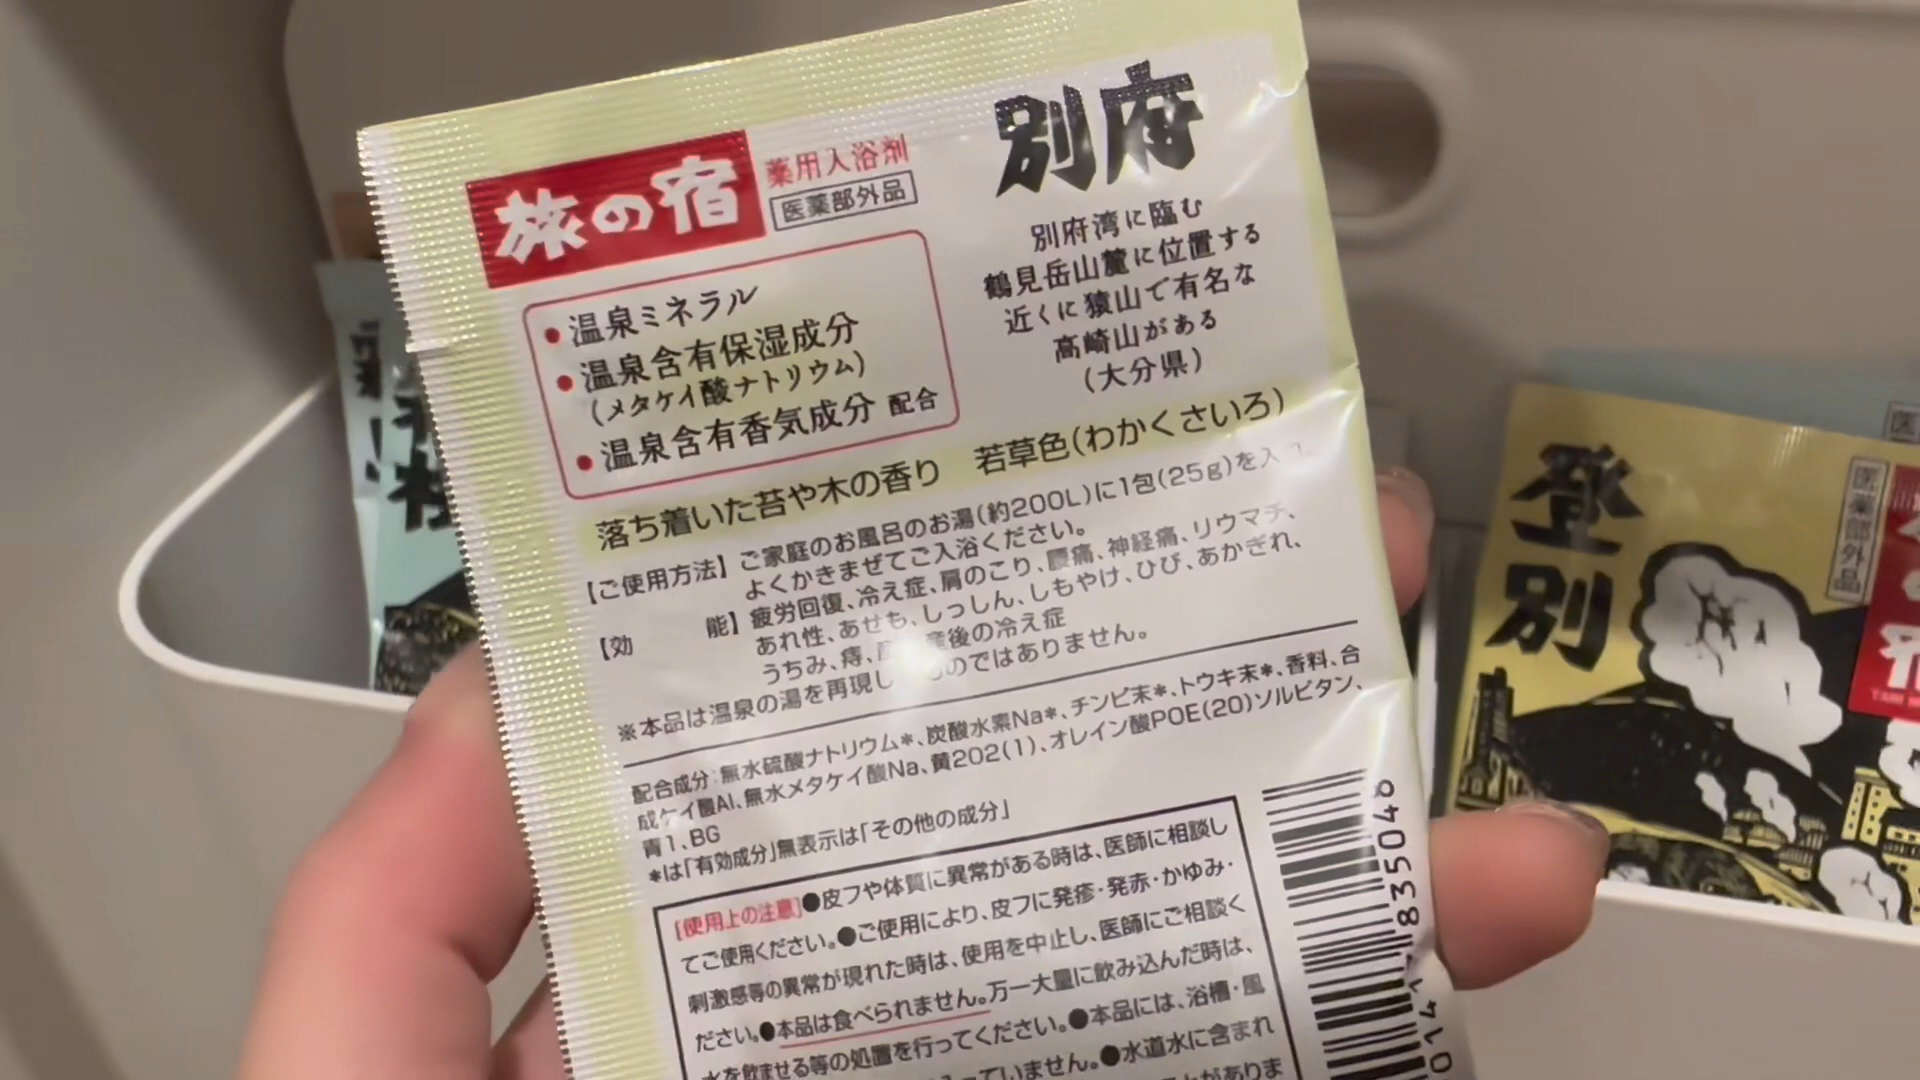 旅の宿
薬用入浴剤
医薬部外品
別府
別府湾に臨む
鶴見岳山麓に位置する
近くに猿山で有名な
高崎山がある
(大分県)
●温泉ミネラル
●温泉含有保湿成分
(メタケイ酸ナトリウム)
●温泉含有香気成分 配合
落ち着いた苔や木の香り 若草色(わかくさいろ)
【ご使用方法】ご家庭のお風呂のお湯(約200L)に1包(25g)を入
よくかきまぜてご入浴ください。
【効 能】疲労回復、冷え症、肩のこり、腰痛、神経痛、リウマチ、
あれ性、あせも、しっしん、しもやけ、ひび、あかぎれ、
うちみ、痔、産後の冷え症
※本品は温泉の湯を再現し のではありません。
配合成分:無水硫酸ナトリウム*、炭酸水素Na*、チンピ末*、トウキ末*、香料、合
成ケイ酸Al、無水メタケイ酸Na、黄202(1)、オレイン酸POE(20)ソルビタン、
青1、BG
*は「有効成分」無表示は「その他の成分」
[使用上の注意]●皮フや体質に異常がある時は、医師に相談し
てご使用ください。●ご使用により、皮フに発疹・発赤・かゆみ・
刺激感等の異常が現れた時は、使用を中止し、医師にご相談く
ださい。●本品は食べられません。万一大量に飲み込んだ時は、
水を飲ませる等の処置を行ってください。●本品には、浴槽・風
っていません。●水道水に含まれ
とがありま
835048
登別
医薬部外品